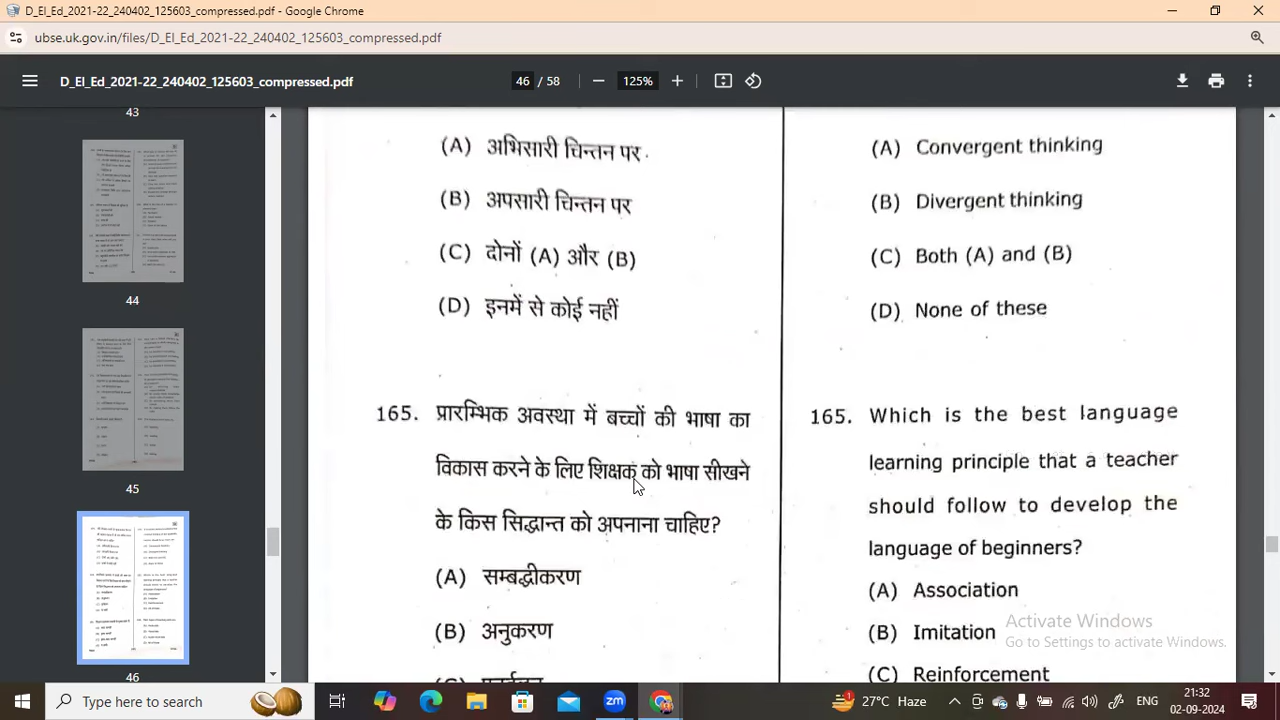 D_El_Ed_2021-22_240402_125603_compressed.pdf - Google Chrome
ubse.uk.gov.in/files/D_El_Ed_2021-22_240402_125603_compressed.pdf
D_El_Ed_2021-22_240402_125603_compressed.pdf
46 / 58
125%
43
44
45
46
(A) अभिसारी चिन्तन पर
(B) अपसारी चिन्तन पर
(C) दोनों (A) और (B)
(D) इनमें से कोई नहीं
165. प्रारम्भिक अवस्था में बच्चों की भाषा का
विकास करने के लिए शिक्षक को भाषा सीखने
के किस सिद्धान्त को अपनाना चाहिए?
(A) सम्बद्धीकरण
(B) अनुकरण
(A) Convergent thinking
(B) Divergent thinking
(C) Both (A) and (B)
(D) None of these
165. Which is the best language
learning principle that a teacher
should follow to develop the
language of beginners?
(A) Association
(B) Imitation
(C) Reinforcement
Activate Windows
Go to Settings to activate Windows.
Type here to search
27°C Haze
ENG
21:32
02-09-2024